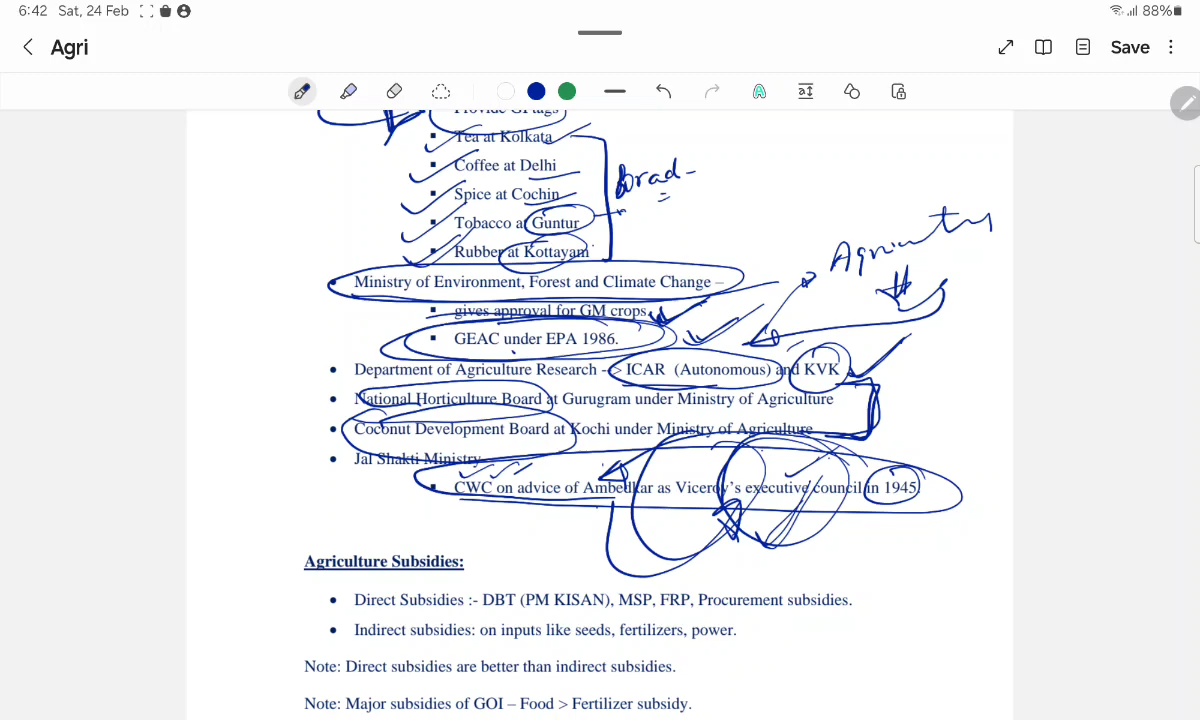 6:42 Sat, 24 Feb
88%
Agri
Save
Provide GI tags
Tea at Kolkata
Coffee at Delhi
Spice at Cochin
Tobacco at Guntur
Rubber at Kottayam
Ministry of Environment, Forest and Climate Change –
gives approval for GM crops.
GEAC under EPA 1986.
Department of Agriculture Research -> ICAR (Autonomous) and KVK
National Horticulture Board at Gurugram under Ministry of Agriculture
Coconut Development Board at Kochi under Ministry of Agriculture
Jal Shakti Ministry
CWC on advice of Ambedkar as Viceroy’s executive council in 1945.
Agriculture Subsidies:
Direct Subsidies :- DBT (PM KISAN), MSP, FRP, Procurement subsidies.
Indirect subsidies: on inputs like seeds, fertilizers, power.
Note: Direct subsidies are better than indirect subsidies.
Note: Major subsidies of GOI – Food > Fertilizer subsidy.